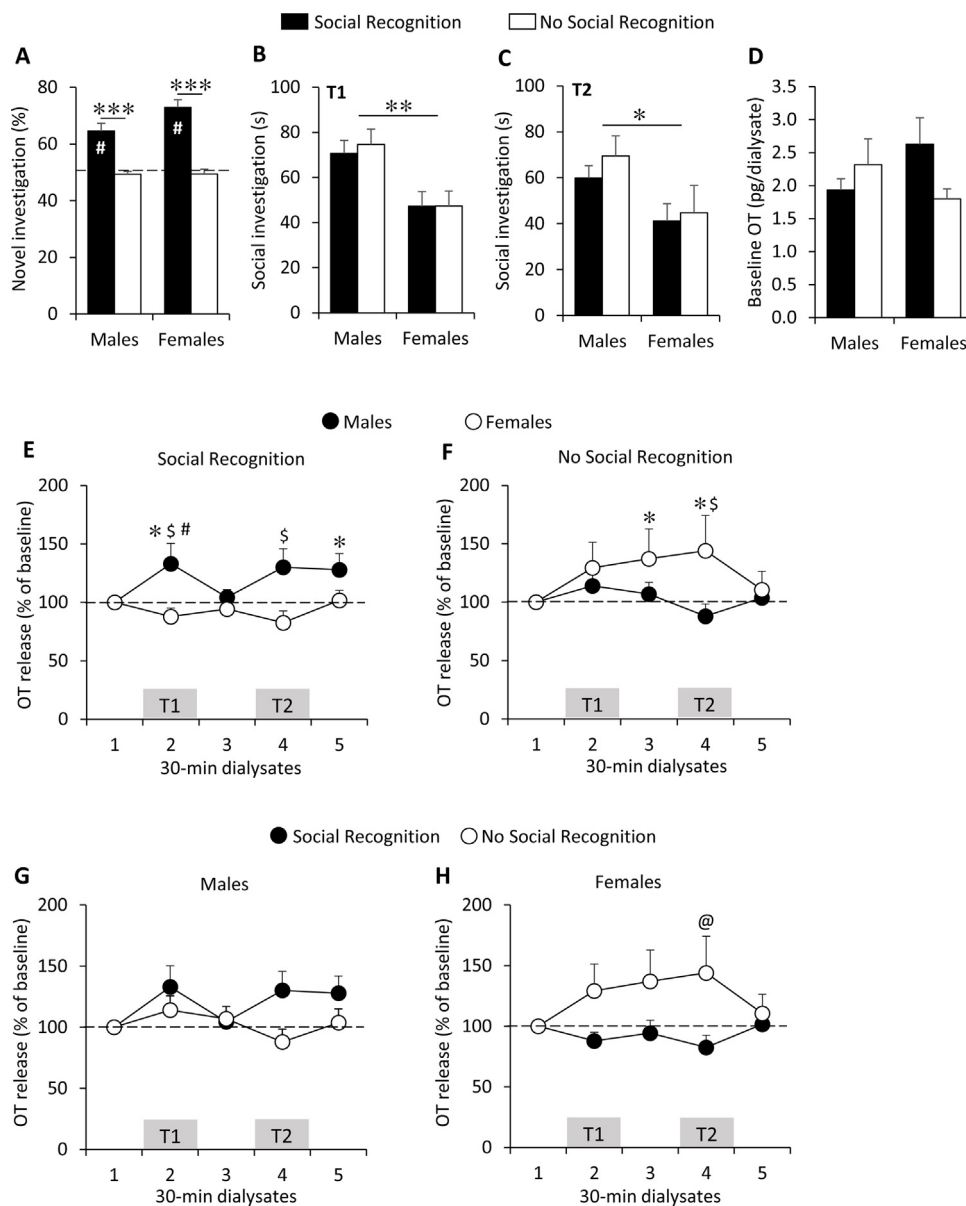 Social Recognition No Social Recognition
A
Novel investigation (%)
80
60
40
20
0
***
***
#
#
Males Females
B
T1
Social investigation (s)
100
80
60
40
20
0
**
Males Females
C
T2
Social investigation (s)
100
80
60
40
20
0
*
Males Females
D
Baseline OT (pg/dialysate)
3.5
3.0
2.5
2.0
1.5
1.0
0.5
0.0
Males Females
Males Females
E
Social Recognition
OT release (% of baseline)
200
150
100
50
0
* $ #
$
*
T1 T2
1 2 3 4 5
30-min dialysates
F
No Social Recognition
OT release (% of baseline)
200
150
100
50
0
*
* $
T1 T2
1 2 3 4 5
30-min dialysates
Social Recognition No Social Recognition
G
Males
OT release (% of baseline)
200
150
100
50
0
T1 T2
1 2 3 4 5
30-min dialysates
H
Females
OT release (% of baseline)
200
150
100
50
0
@
T1 T2
1 2 3 4 5
30-min dialysates